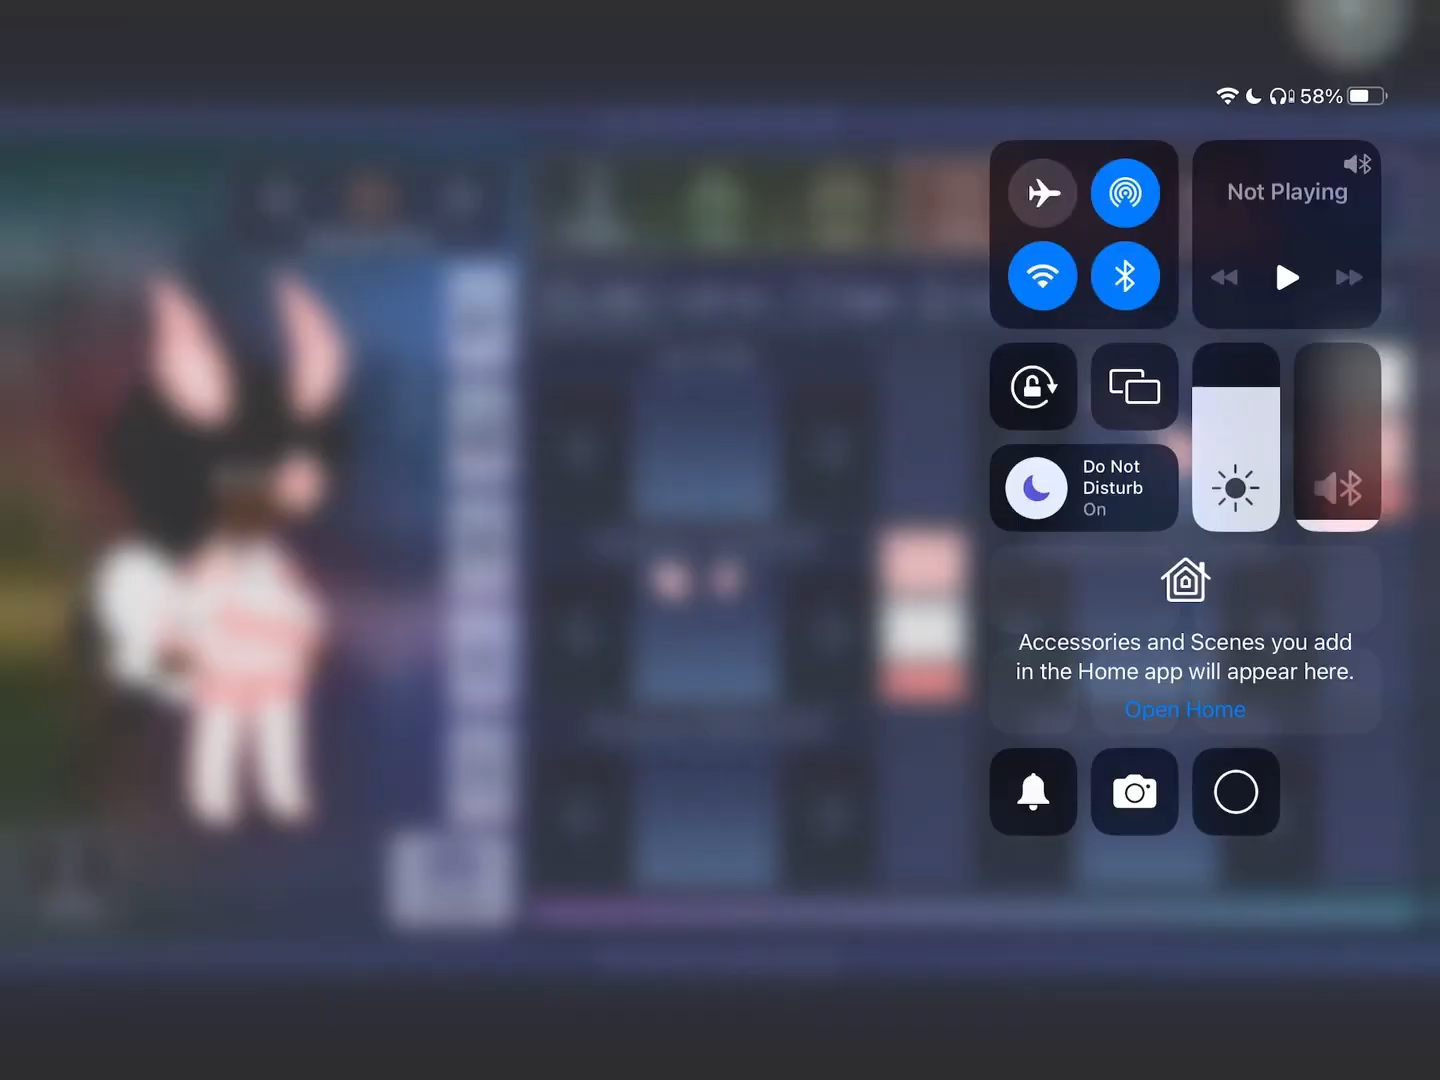 58%
Not Playing
Do Not
Disturb
On
Accessories and Scenes you add
in the Home app will appear here.
Open Home